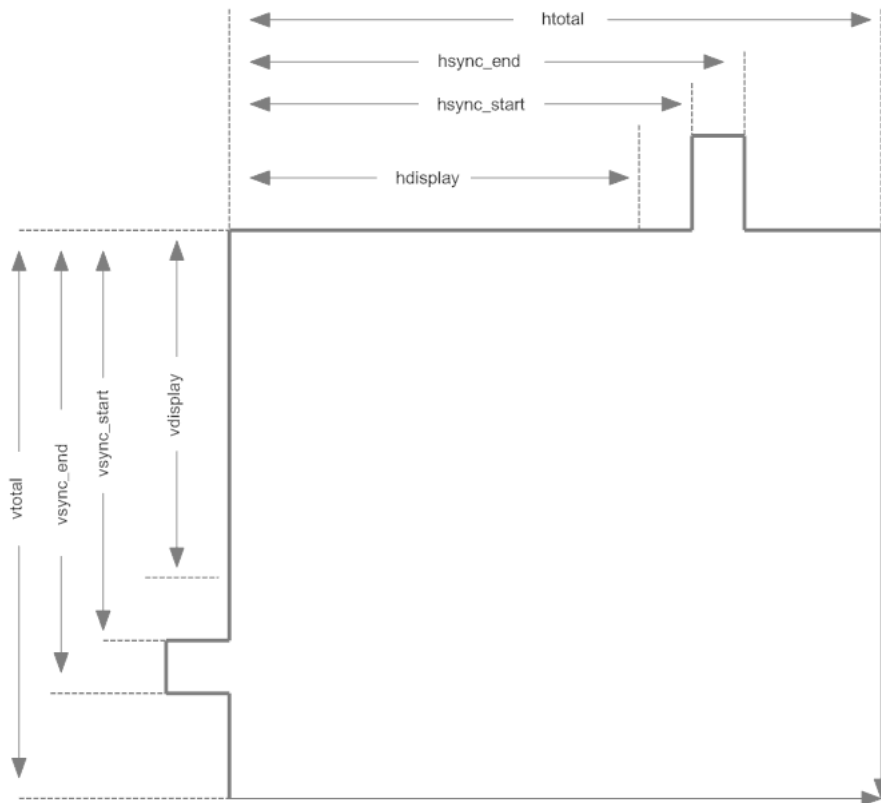 htotal
hsync_end
hsync_start
hdisplay
vtotal
vsync_end
vsync_start
vdisplay